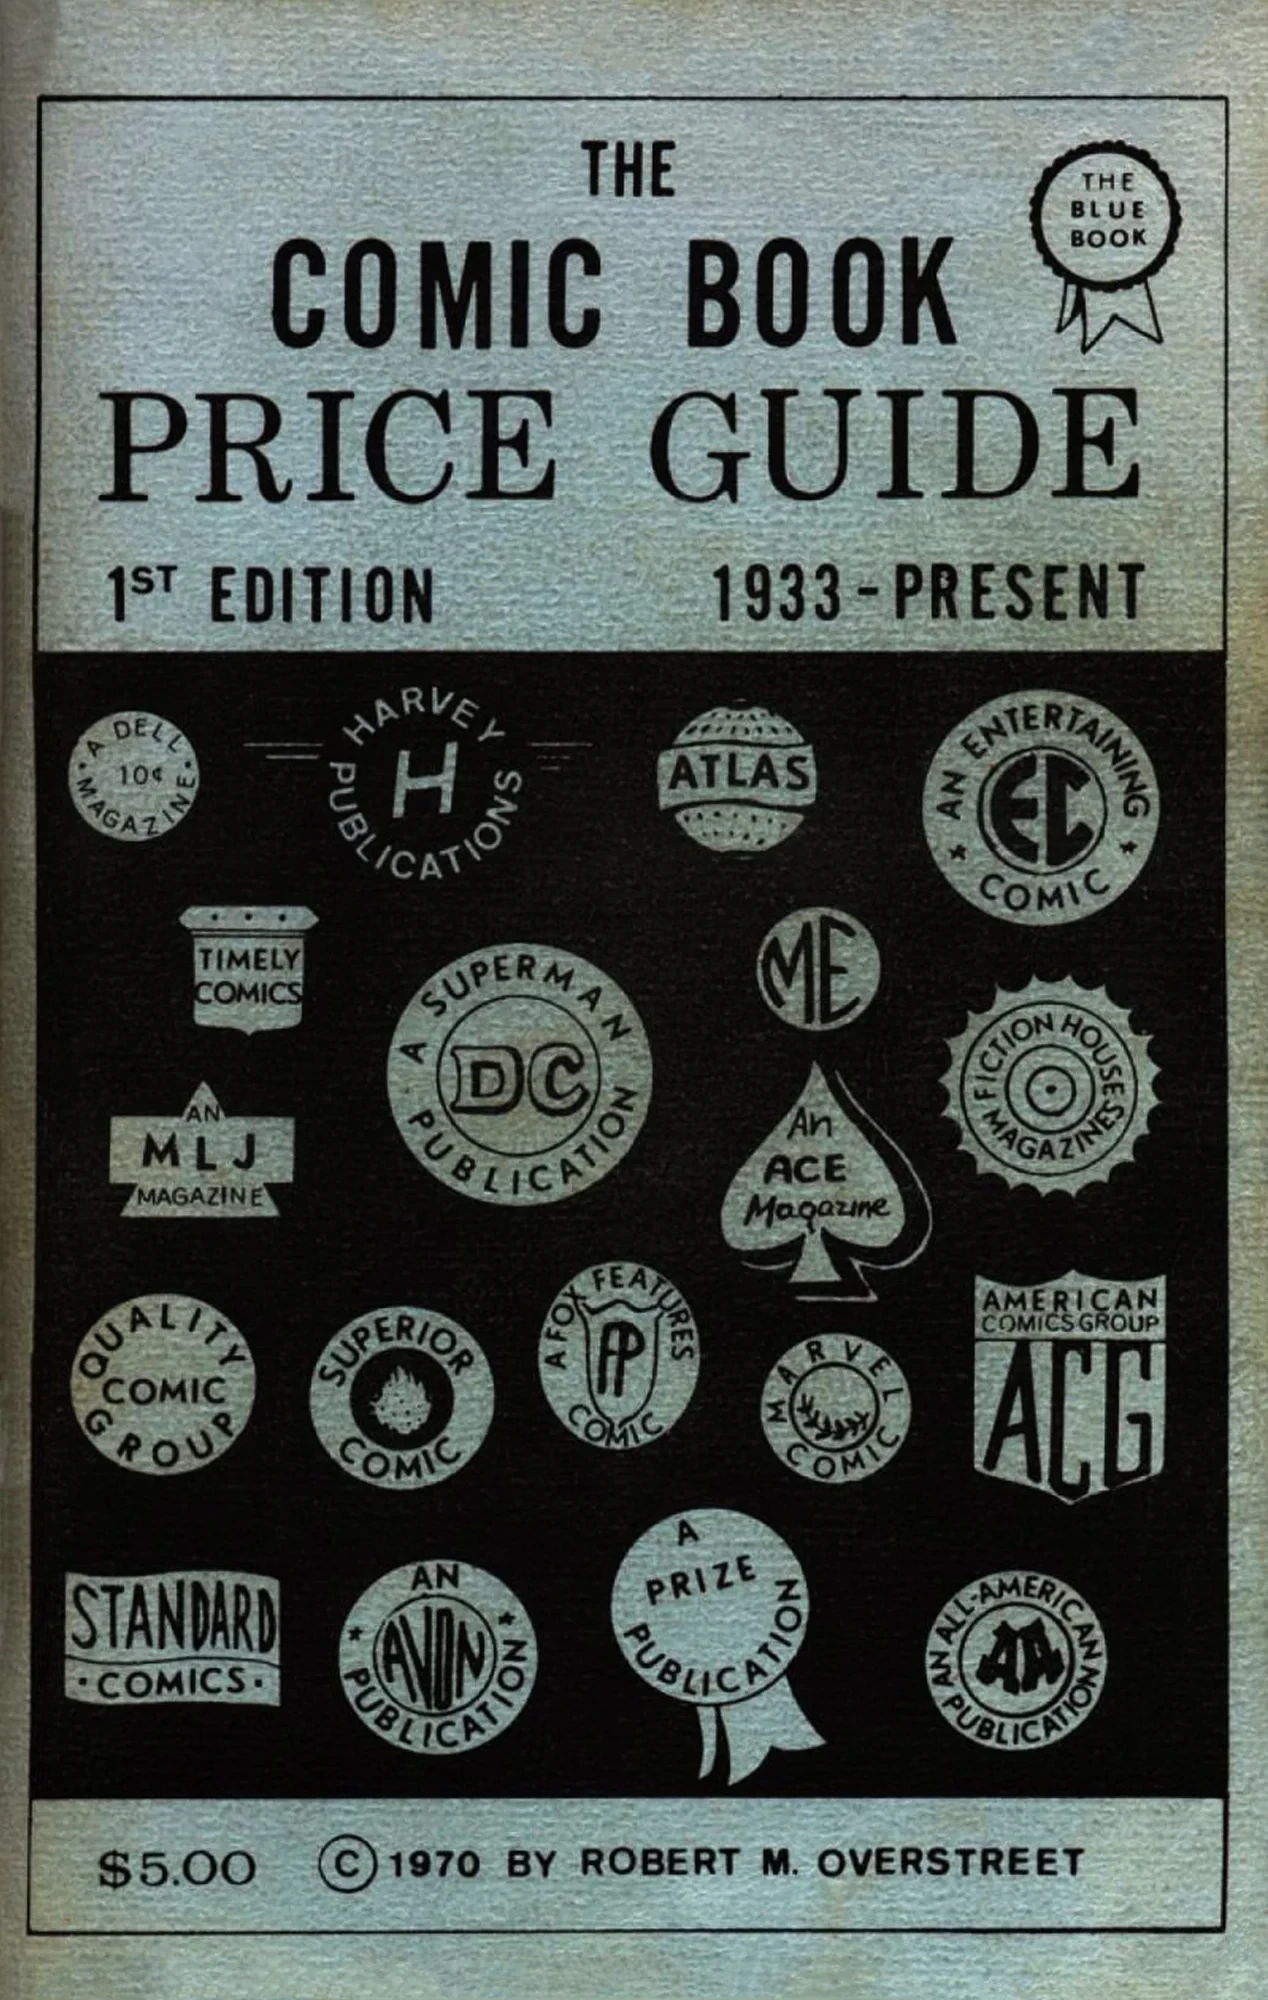 THE
COMIC BOOK
PRICE GUIDE
THE
BLUE
BOOK
1ST EDITION
1933-PRESENT
A DELL
10¢
MAGAZINE
HARVEY
H
PUBLICATIONS
ATLAS
AN ENTERTAINING
EC
COMIC
TIMELY
COMICS
A SUPERMAN
DC
PUBLICATION
ME
FICTION HOUSE
MAGAZINES
AN
MLJ
MAGAZINE
An
ACE
Magazine
QUALITY
COMIC
GROUP
SUPERIOR
COMIC
A FOX FEATURES
FP
COMIC
MARVEL
COMIC
AMERICAN
COMICS GROUP
ACG
STANDARD
·COMICS·
AN
AVON
PUBLICATION
A
PRIZE
PUBLICATION
AN ALL-AMERICAN
AA
PUBLICATION
$5.00 ©1970 BY ROBERT M. OVERSTREET